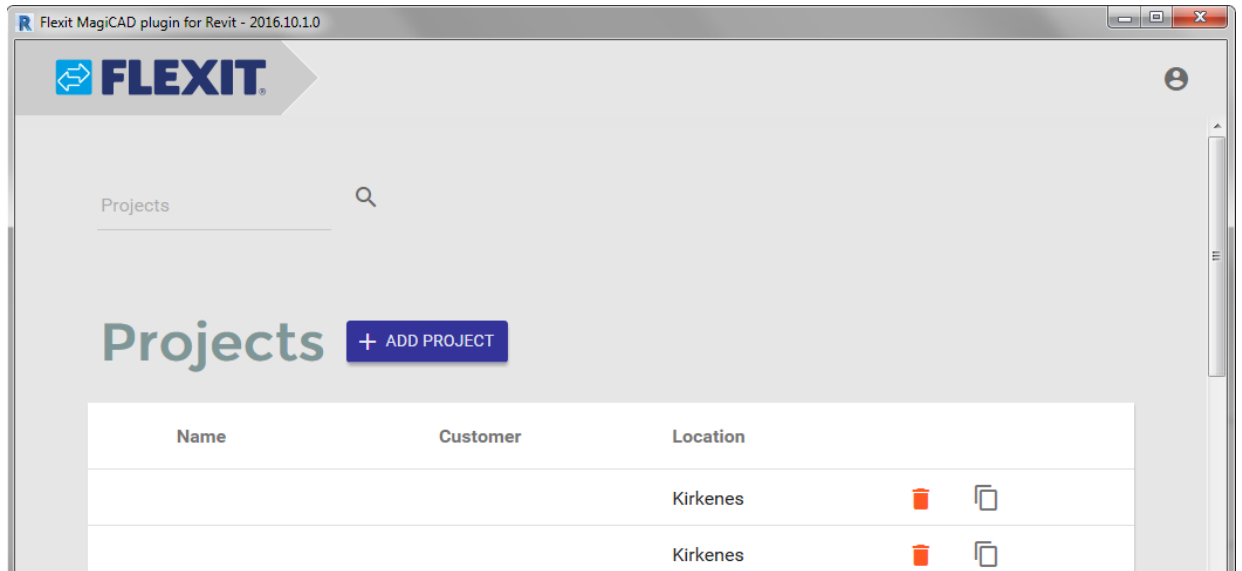 Flexit MagiCAD plugin for Revit - 2016.10.1.0
FLEXIT
Projects
Projects
+ ADD PROJECT
Name Customer Location
Kirkenes
Kirkenes